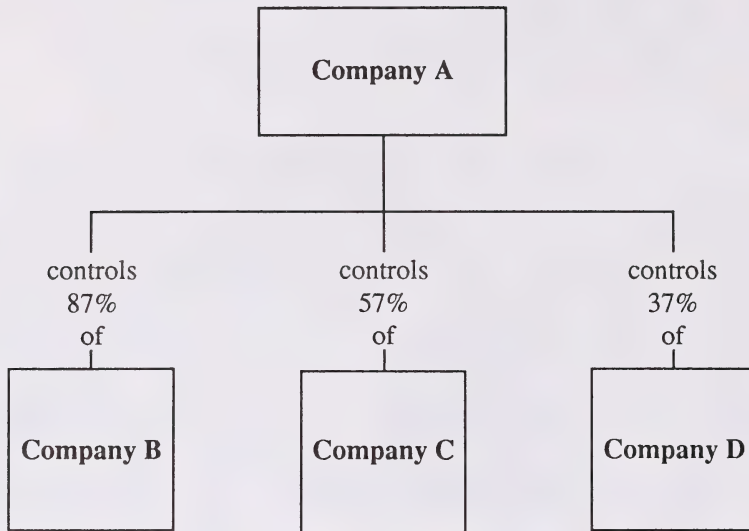 Company A
controls
87%
of
controls
57%
of
controls
37%
of
Company B
Company C
Company D